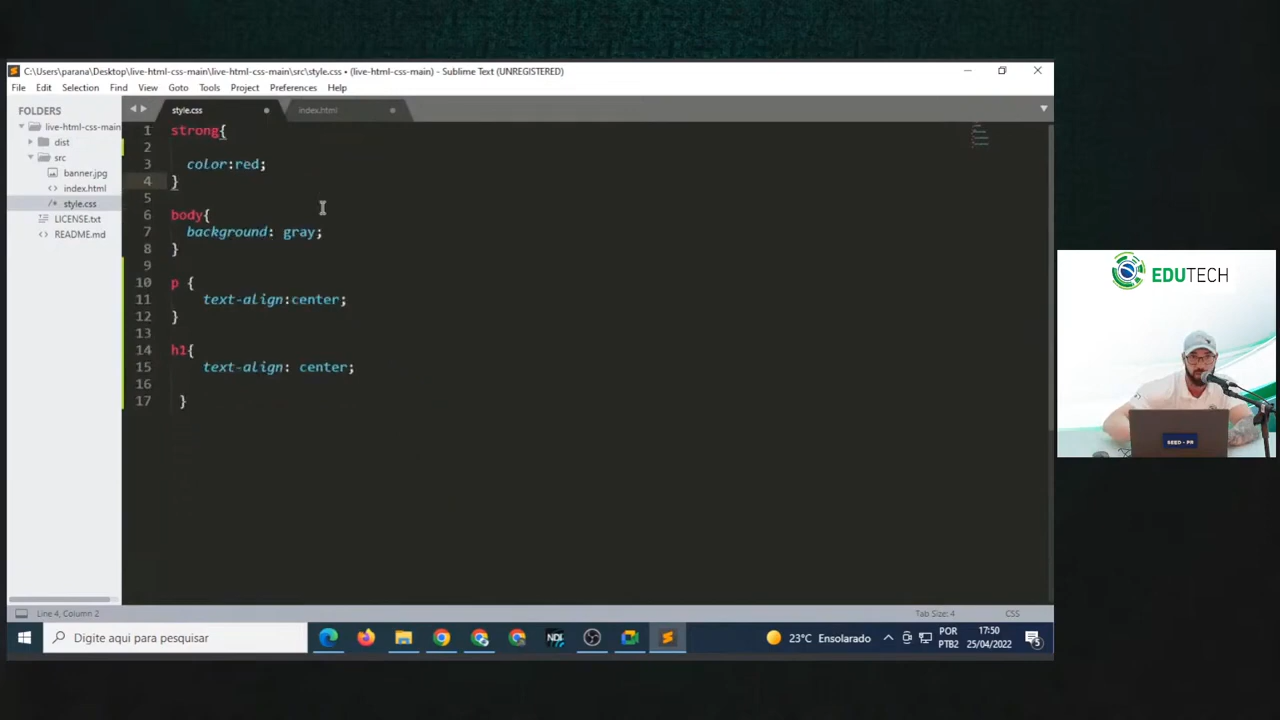 C:\Users\parana\Desktop\live-html-css-main\live-html-css-main\src\style.css • (live-html-css-main) - Sublime Text (UNREGISTERED)
File Edit Selection Find View Goto Tools Project Preferences Help
FOLDERS
live-html-css-main
dist
src
banner.jpg
index.html
style.css
LICENSE.txt
README.md
style.css
index.html
1 strong{
2
3 color:red;
4 }
5
6 body{
7 background: gray;
8 }
9
10 p {
11 text-align:center;
12 }
13
14 h1{
15 text-align: center;
16
17 }
Line 4, Column 2
Tab Size: 4
CSS
Digite aqui para pesquisar
NDI
23°C Ensolarado
POR
PTB2
17:50
25/04/2022
5
EDUTECH
SEED - PR